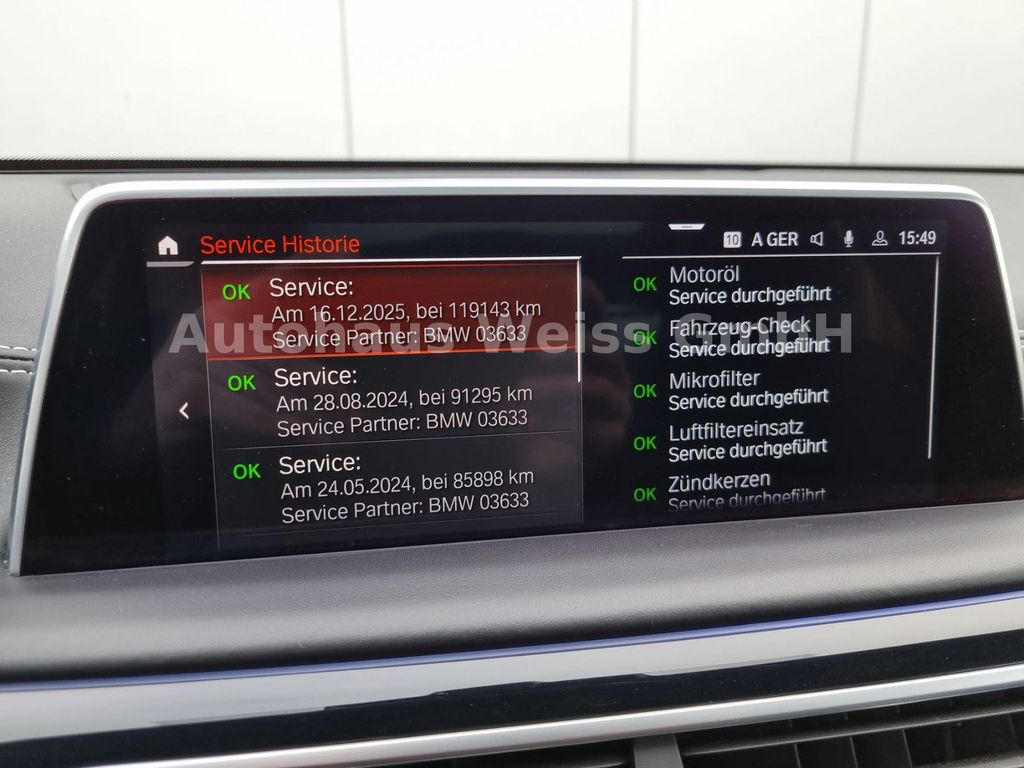 Service Historie
10 A GER 15:49
OK Service:
Am 16.12.2025, bei 119143 km
Service Partner: BMW 03633
OK Service:
Am 28.08.2024, bei 91295 km
Service Partner: BMW 03633
OK Service:
Am 24.05.2024, bei 85898 km
Service Partner: BMW 03633
OK Motoröl
Service durchgeführt
OK Fahrzeug-Check
Service durchgeführt
OK Mikrofilter
Service durchgeführt
OK Luftfiltereinsatz
Service durchgeführt
OK Zündkerzen
Service durchgeführt
Autohaus Weiss GmbH